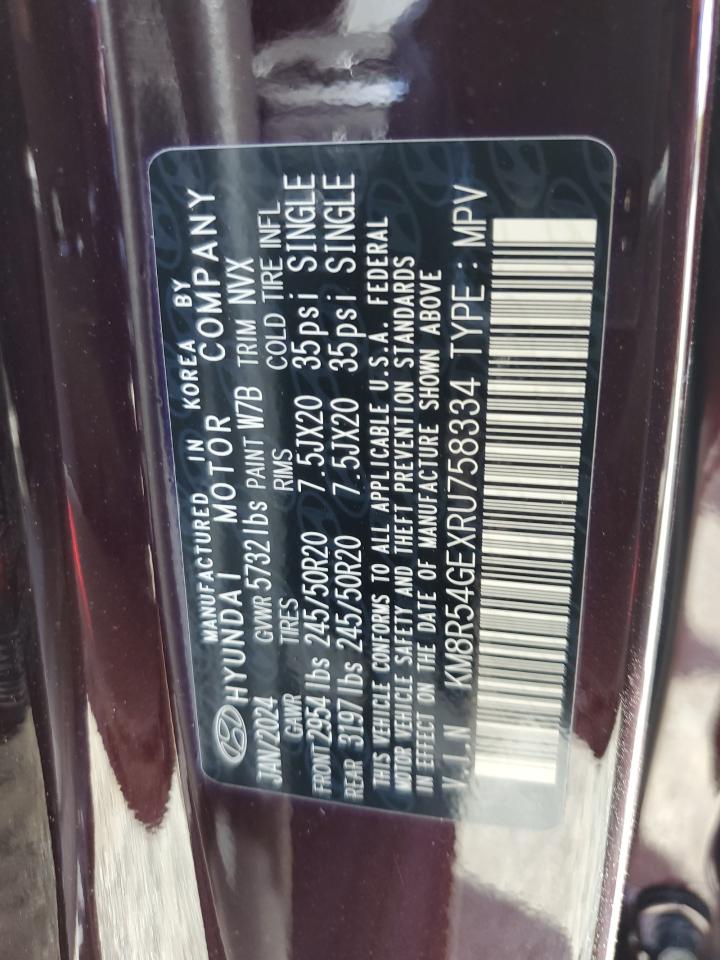 MANUFACTURED IN KOREA BY
HYUNDAI MOTOR COMPANY
JAN/2024 GVWR 5732 lbs PAINT W7B TRIM NVX
GAWR TIRES RIMS COLD TIRE INFL
FRONT 2954 lbs 245/50R20 7.5JX20 35psi SINGLE
REAR 3197 lbs 245/50R20 7.5JX20 35psi SINGLE
THIS VEHICLE CONFORMS TO ALL APPLICABLE U.S.A. FEDERAL
MOTOR VEHICLE SAFETY AND THEFT PREVENTION STANDARDS
IN EFFECT ON THE DATE OF MANUFACTURE SHOWN ABOVE
V.I.N KM8R54GEXRU758334 TYPE : MPV